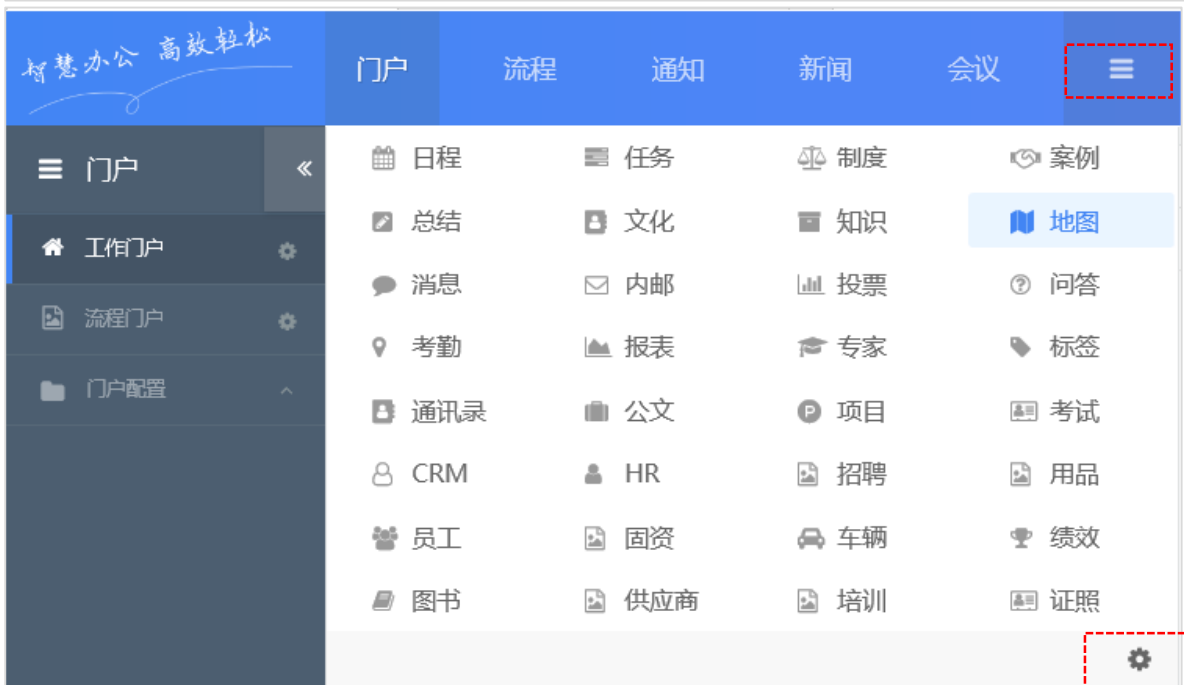 智慧办公 高效轻松
门户 流程 通知 新闻 会议
门户
工作门户
流程门户
门户配置
日程 任务 制度 案例
总结 文化 知识 地图
消息 内邮 投票 问答
考勤 报表 专家 标签
通讯录 公文 项目 考试
CRM HR 招聘 用品
员工 固资 车辆 绩效
图书 供应商 培训 证照